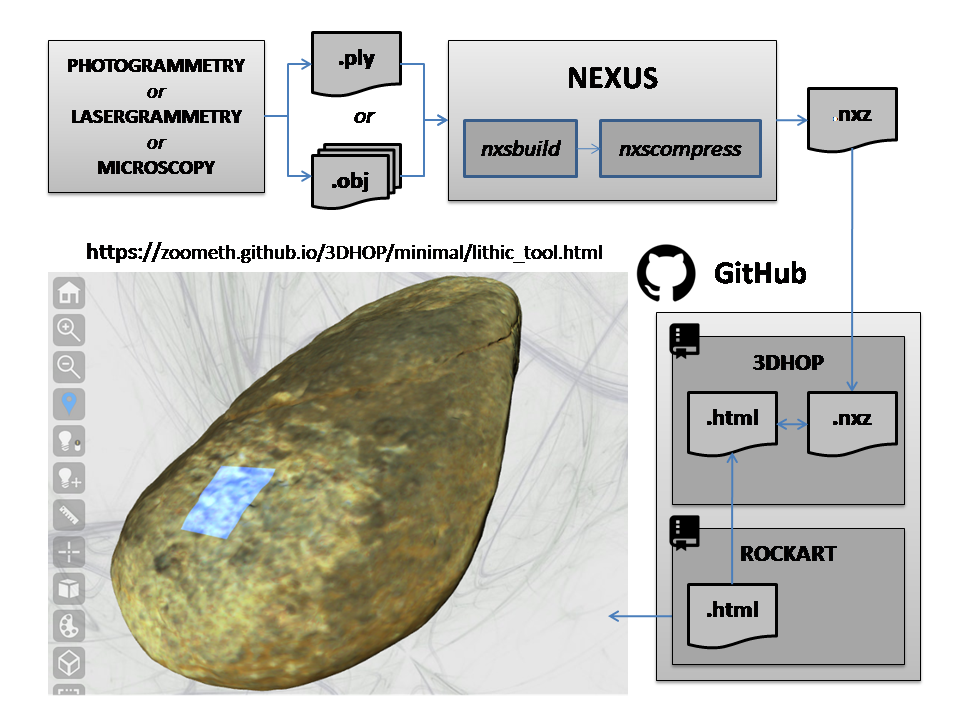 PHOTOGRAMMETRY
or
LASERGRAMMETRY
or
MICROSCOPY
.ply
or
.obj
NEXUS
nxsbuild
nxscompress
.nxz
https://zoometh.github.io/3DHOP/minimal/lithic_tool.html
GitHub
3DHOP
.html
.nxz
ROCKART
.html